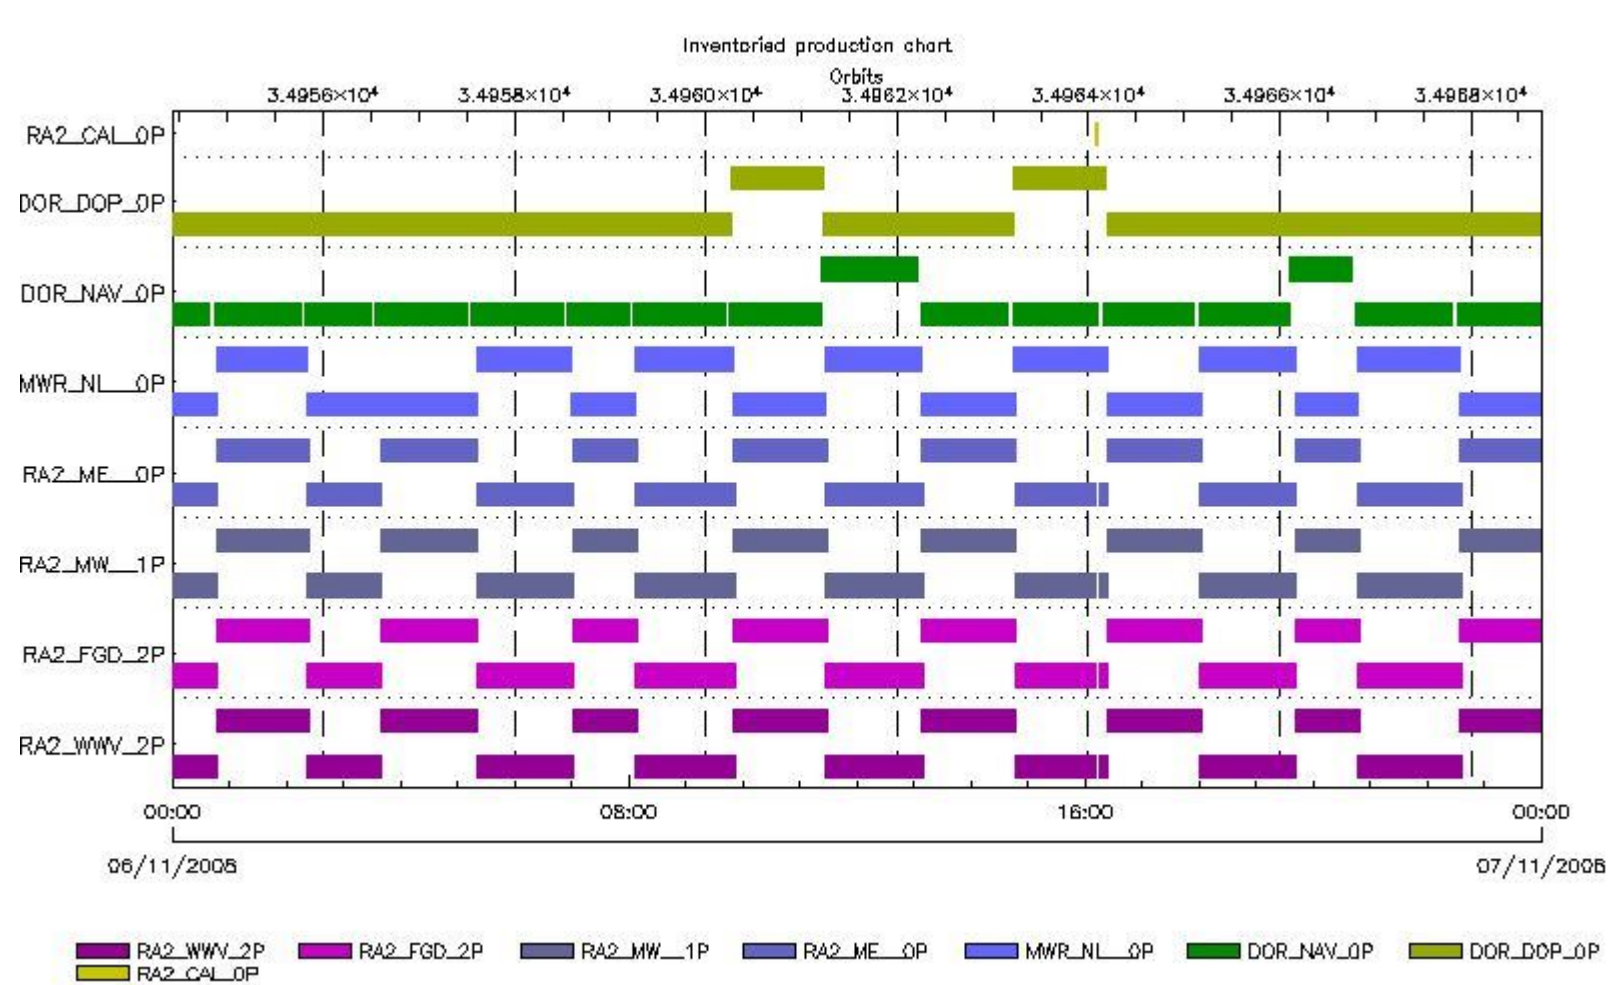 Inventoried production chart
Orbits
3.4956×10⁴ 3.4958×10⁴ 3.4960×10⁴ 3.4962×10⁴ 3.4964×10⁴ 3.4966×10⁴ 3.4968×10⁴
RA2_CAL_0P
DOR_DOP_0P
DOR_NAV_0P
MWR_NL__0P
RA2_ME__0P
RA2_MW__1P
RA2_FGD_2P
RA2_WWV_2P
00:00 08:00 16:00 00:00
06/11/2008 07/11/2008
RA2_WWV_2P RA2_FGD_2P RA2_MW__1P RA2_ME__0P MWR_NL__0P DOR_NAV_0P DOR_DOP_0P
RA2_CAL_0P